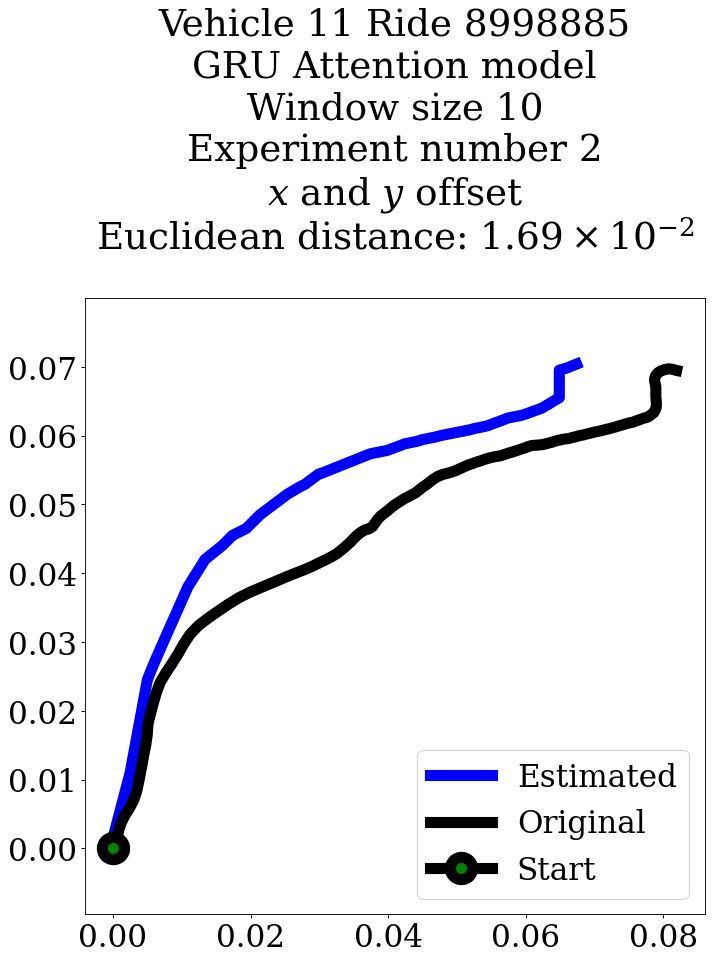 Vehicle 11 Ride 8998885
GRU Attention model
Window size 10
Experiment number 2
x and y offset
Euclidean distance: 1.69 × 10⁻²
0.07
0.06
0.05
0.04
0.03
0.02
0.01
0.00
Estimated
Original
Start
0.00 0.02 0.04 0.06 0.08